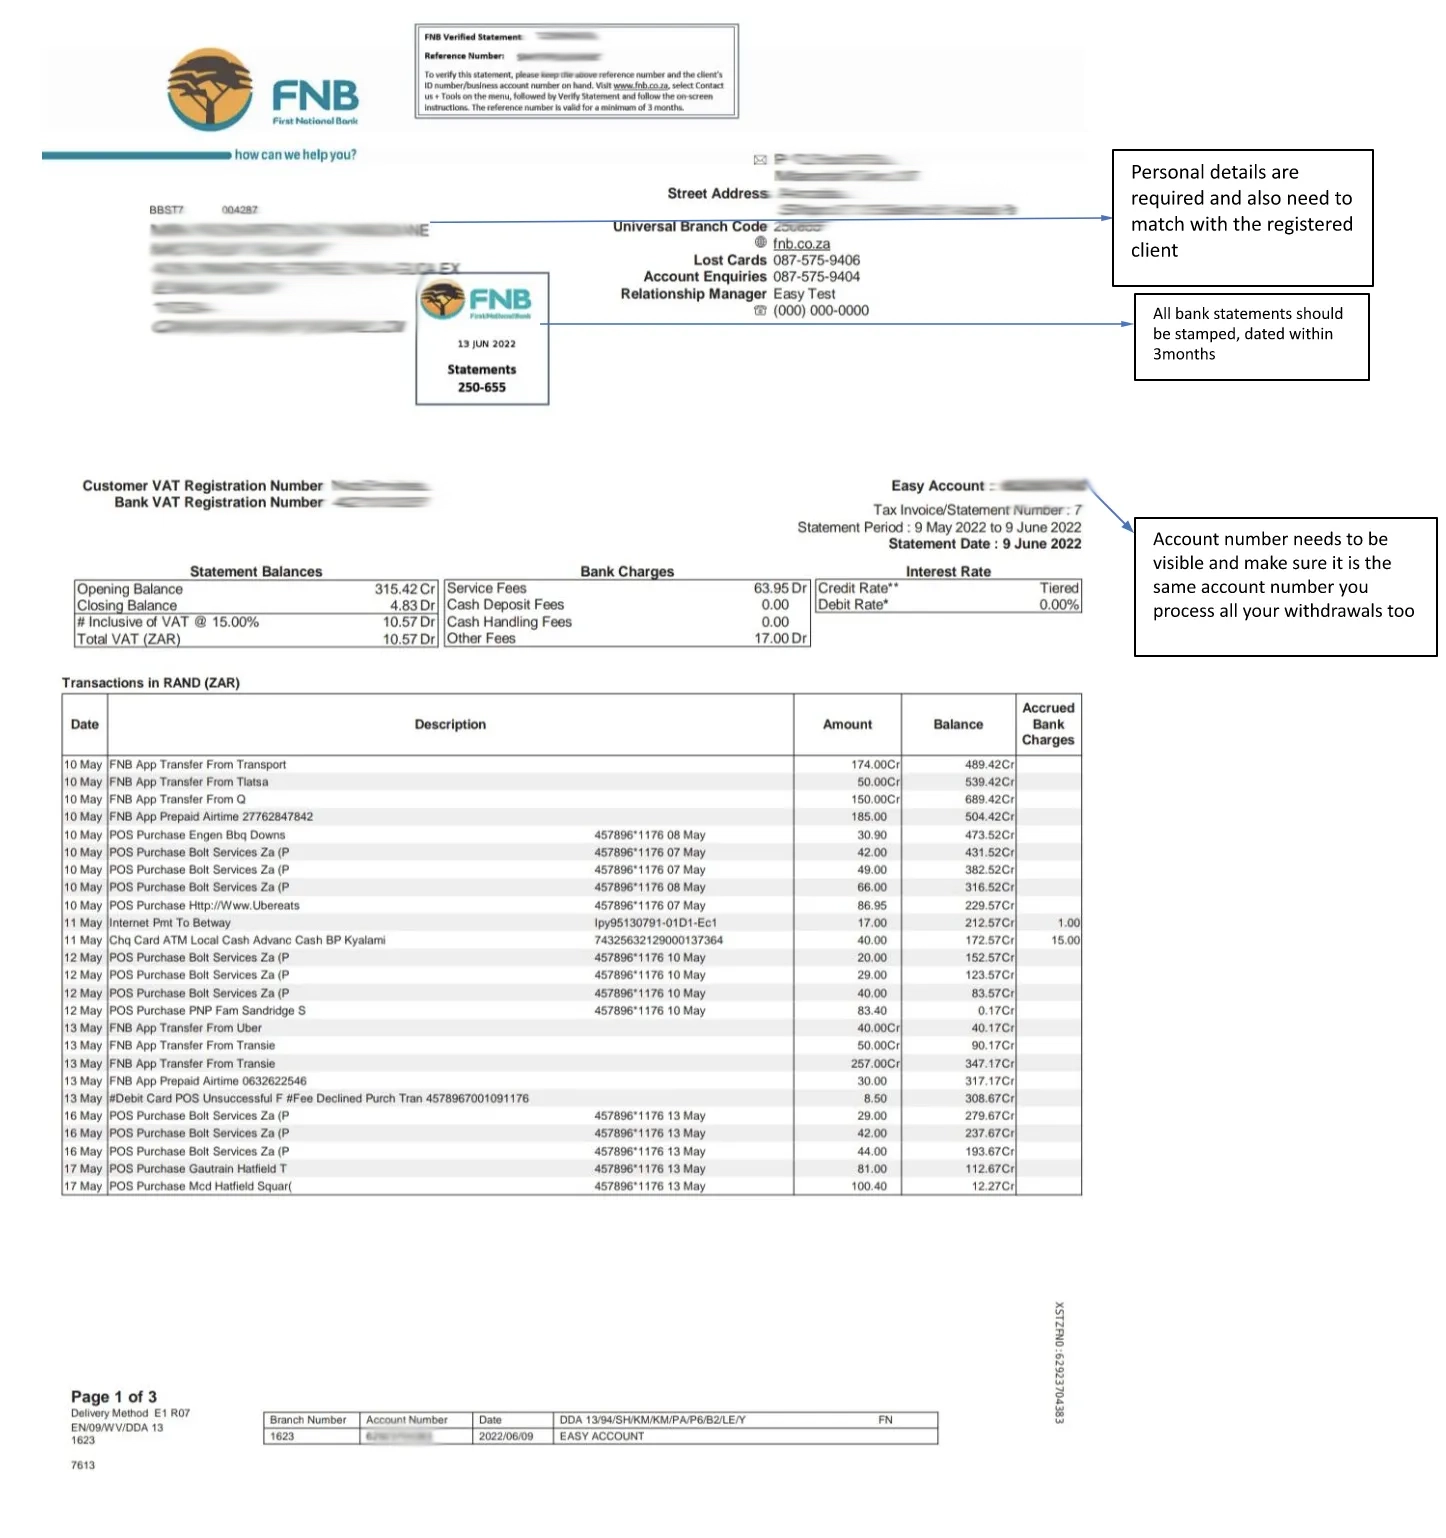 FNB Verified Statement:
Reference Number:
To verify this statement, please keep the above reference number and the client's
ID number/business account number on hand. Visit www.fnb.co.za, select Contact
us + Tools on the menu, followed by Verify Statement and follow the on-screen
instructions. The reference number is valid for a minimum of 3 months.
FNB
First National Bank
how can we help you?
Street Address
BBST7 004287
Universal Branch Code
fnb.co.za
Lost Cards 087-575-9406
Account Enquiries 087-575-9404
Relationship Manager Easy Test
(000) 000-0000
FNB
First National Bank
13 JUN 2022
Statements
250-655
Personal details are
required and also need to
match with the registered
client
All bank statements should
be stamped, dated within
3months
Customer VAT Registration Number
Bank VAT Registration Number
Easy Account :
Tax Invoice/Statement Number : 7
Statement Period : 9 May 2022 to 9 June 2022
Statement Date : 9 June 2022
Account number needs to be
visible and make sure it is the
same account number you
process all your withdrawals too
Statement Balances Bank Charges Interest Rate
Opening Balance 315.42 Cr Service Fees 63.95 Dr Credit Rate** Tiered
Closing Balance 4.83 Dr Cash Deposit Fees 0.00 Debit Rate* 0.00%
# Inclusive of VAT @ 15.00% 10.57 Dr Cash Handling Fees 0.00
Total VAT (ZAR) 10.57 Dr Other Fees 17.00 Dr
Transactions in RAND (ZAR)
Date Description Amount Balance Accrued
Bank
Charges
10 May FNB App Transfer From Transport 174.00Cr 489.42Cr
10 May FNB App Transfer From Tlatsa 50.00Cr 539.42Cr
10 May FNB App Transfer From Q 150.00Cr 689.42Cr
10 May FNB App Prepaid Airtime 27762847842 185.00 504.42Cr
10 May POS Purchase Engen Bbq Downs 457896*1176 08 May 30.90 473.52Cr
10 May POS Purchase Bolt Services Za (P 457896*1176 07 May 42.00 431.52Cr
10 May POS Purchase Bolt Services Za (P 457896*1176 07 May 49.00 382.52Cr
10 May POS Purchase Bolt Services Za (P 457896*1176 08 May 66.00 316.52Cr
10 May POS Purchase Http://Www.Ubereats 457896*1176 07 May 86.95 229.57Cr
11 May Internet Pmt To Betway Ipy95130791-01D1-Ec1 17.00 212.57Cr 1.00
11 May Chq Card ATM Local Cash Advanc Cash BP Kyalami 74325632129000137364 40.00 172.57Cr 15.00
12 May POS Purchase Bolt Services Za (P 457896*1176 10 May 20.00 152.57Cr
12 May POS Purchase Bolt Services Za (P 457896*1176 10 May 29.00 123.57Cr
12 May POS Purchase Bolt Services Za (P 457896*1176 10 May 40.00 83.57Cr
12 May POS Purchase PNP Fam Sandridge S 457896*1176 10 May 83.40 0.17Cr
13 May FNB App Transfer From Uber 40.00Cr 40.17Cr
13 May FNB App Transfer From Transie 50.00Cr 90.17Cr
13 May FNB App Transfer From Transie 257.00Cr 347.17Cr
13 May FNB App Prepaid Airtime 0632622546 30.00 317.17Cr
13 May #Debit Card POS Unsuccessful F #Fee Declined Purch Tran 4578967001091176 8.50 308.67Cr
16 May POS Purchase Bolt Services Za (P 457896*1176 13 May 29.00 279.67Cr
16 May POS Purchase Bolt Services Za (P 457896*1176 13 May 42.00 237.67Cr
16 May POS Purchase Bolt Services Za (P 457896*1176 13 May 44.00 193.67Cr
17 May POS Purchase Gautrain Hatfield T 457896*1176 13 May 81.00 112.67Cr
17 May POS Purchase Mcd Hatfield Squar( 457896*1176 13 May 100.40 12.27Cr
XSTZFN0:62923704383
Page 1 of 3
Delivery Method E1 R07
EN/09/WV/DDA 13
1623
7613
Branch Number Account Number Date DDA 13/94/SH/KM/KM/PA/P6/B2/LE/Y FN
1623 2022/06/09 EASY ACCOUNT